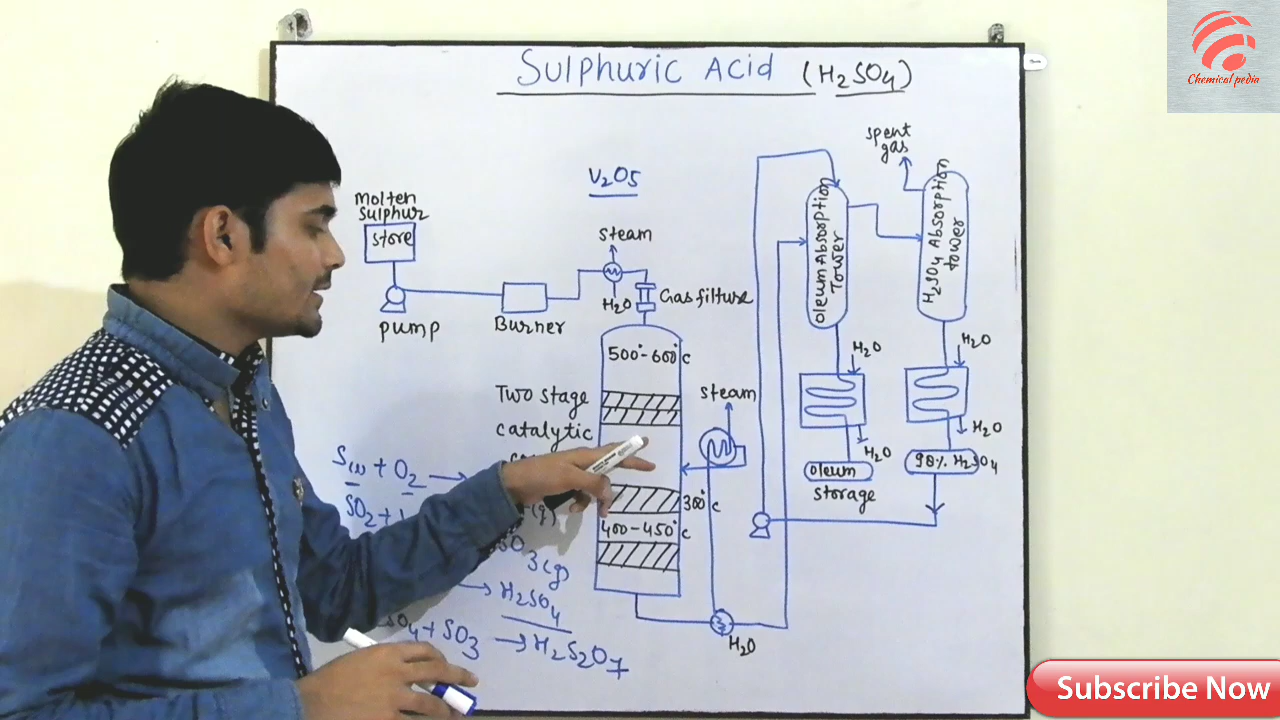 Sulphuric Acid (H₂SO₄)
Chemical pedia
V₂O₅
Molten
Sulphur
store
pump
Burner
steam
H₂O
Gas filture
500°-600°c
Two stage
catalytic
steam
300°c
400-450°c
H₂O
spent
gas
Oleum Absorption
Tower
H₂SO₄ Absorption
tower
H₂O
H₂O
Oleum
storage
H₂O
H₂O
98% H₂SO₄
S(s) + O₂ →
SO₂ +
(g)
3(g)
→ H₂SO₄
+ SO₃ → H₂S₂O₇
Subscribe Now